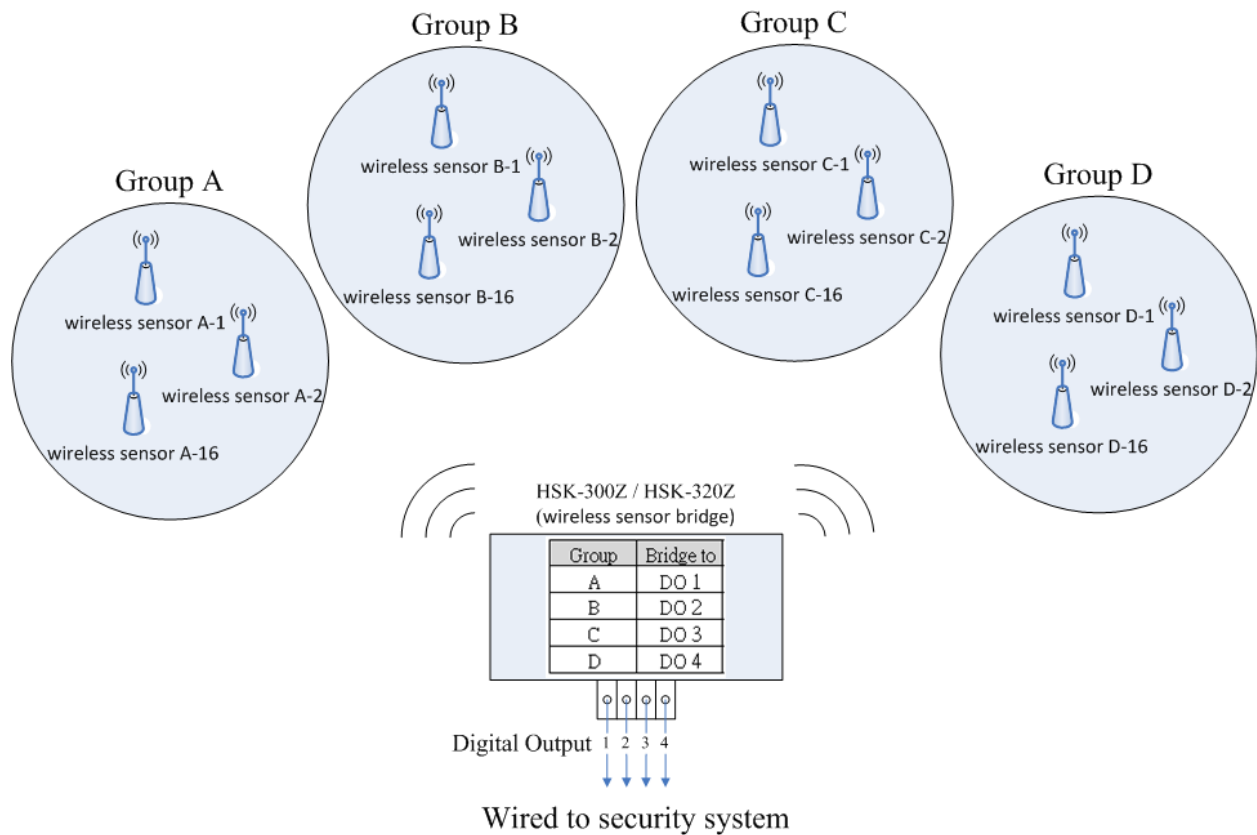 Group A
wireless sensor A-1
wireless sensor A-2
wireless sensor A-16
Group B
wireless sensor B-1
wireless sensor B-2
wireless sensor B-16
Group C
wireless sensor C-1
wireless sensor C-2
wireless sensor C-16
Group D
wireless sensor D-1
wireless sensor D-2
wireless sensor D-16
HSK-300Z / HSK-320Z
(wireless sensor bridge)
Group Bridge to
A DO 1
B DO 2
C DO 3
D DO 4
Digital Output 1 2 3 4
Wired to security system